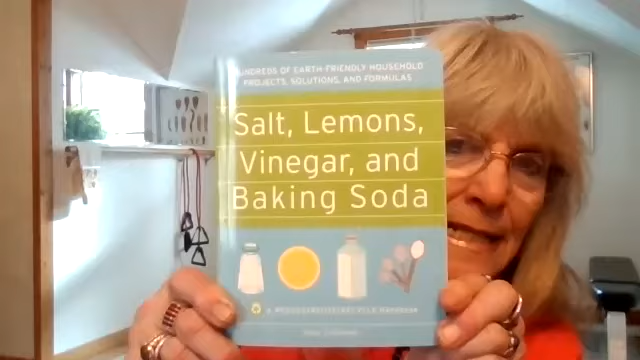 HUNDREDS OF EARTH-FRIENDLY HOUSEHOLD
PROJECTS, SOLUTIONS, AND FORMULAS
Salt, Lemons,
Vinegar, and
Baking Soda